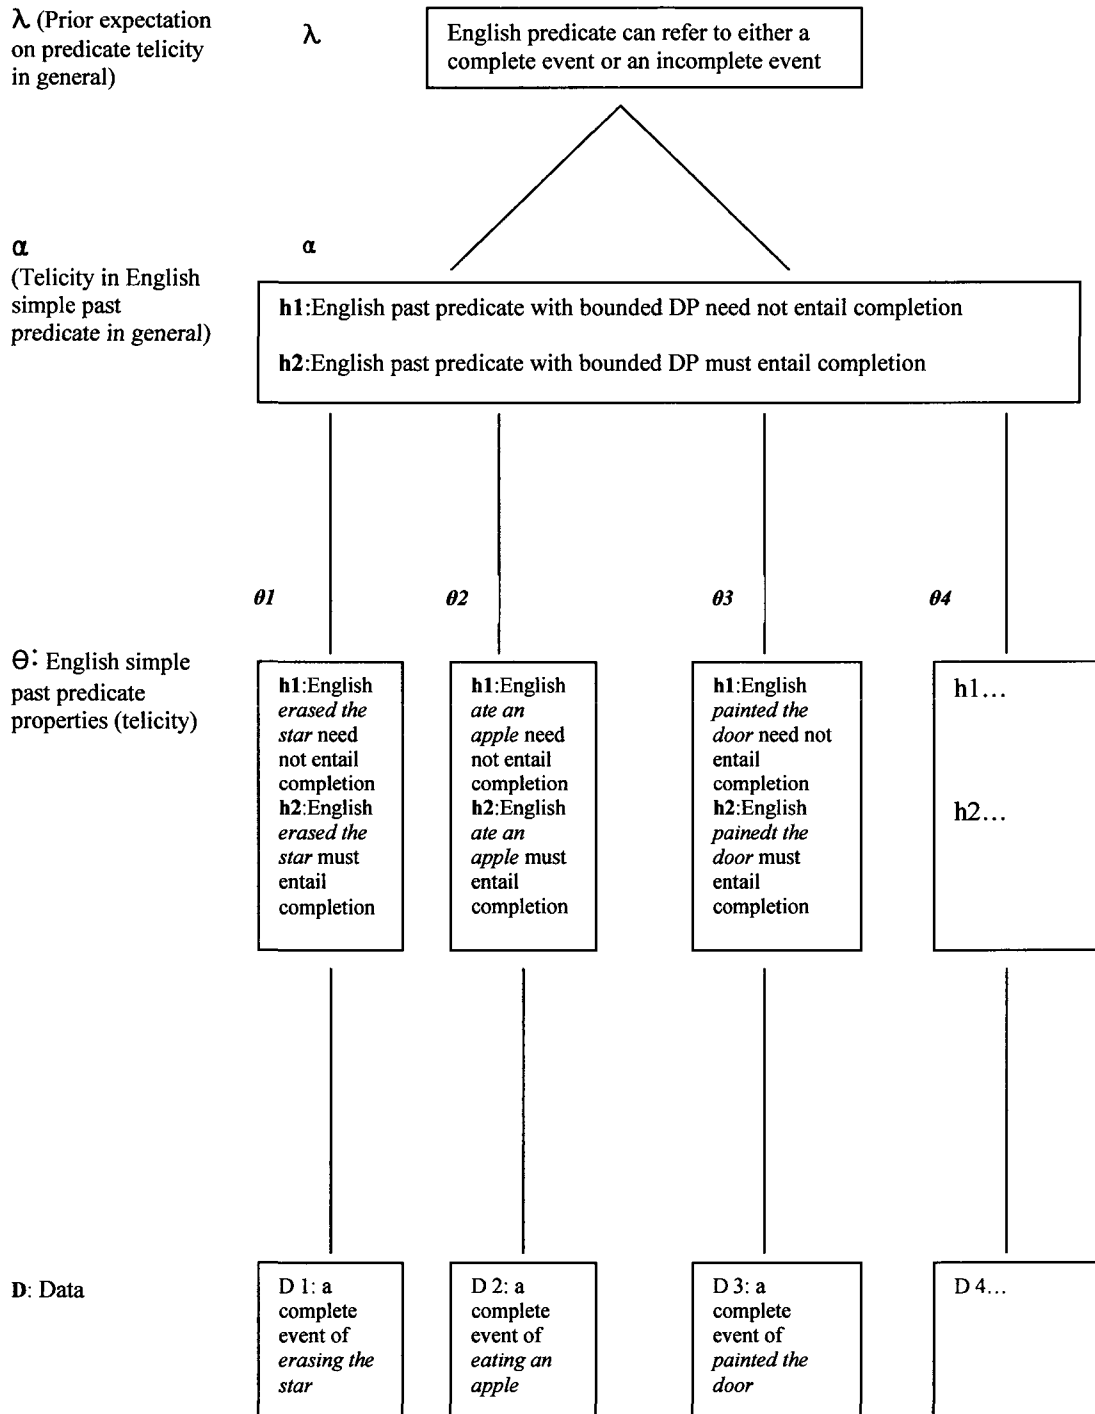 λ (Prior expectation
on predicate telicity
in general)
λ
English predicate can refer to either a
complete event or an incomplete event
α
(Telicity in English
simple past
predicate in general)
α
h1:English past predicate with bounded DP need not entail completion
h2:English past predicate with bounded DP must entail completion
θ1
θ2
θ3
θ4
Θ: English simple
past predicate
properties (telicity)
h1:English
erased the
star need
not entail
completion
h2:English
erased the
star must
entail
completion
h1:English
ate an
apple need
not entail
completion
h2:English
ate an
apple must
entail
completion
h1:English
painted the
door need not
entail
completion
h2:English
painedt the
door must
entail
completion
h1...
h2...
D: Data
D 1: a
complete
event of
erasing the
star
D 2: a
complete
event of
eating an
apple
D 3: a
complete
event of
painted the
door
D 4...